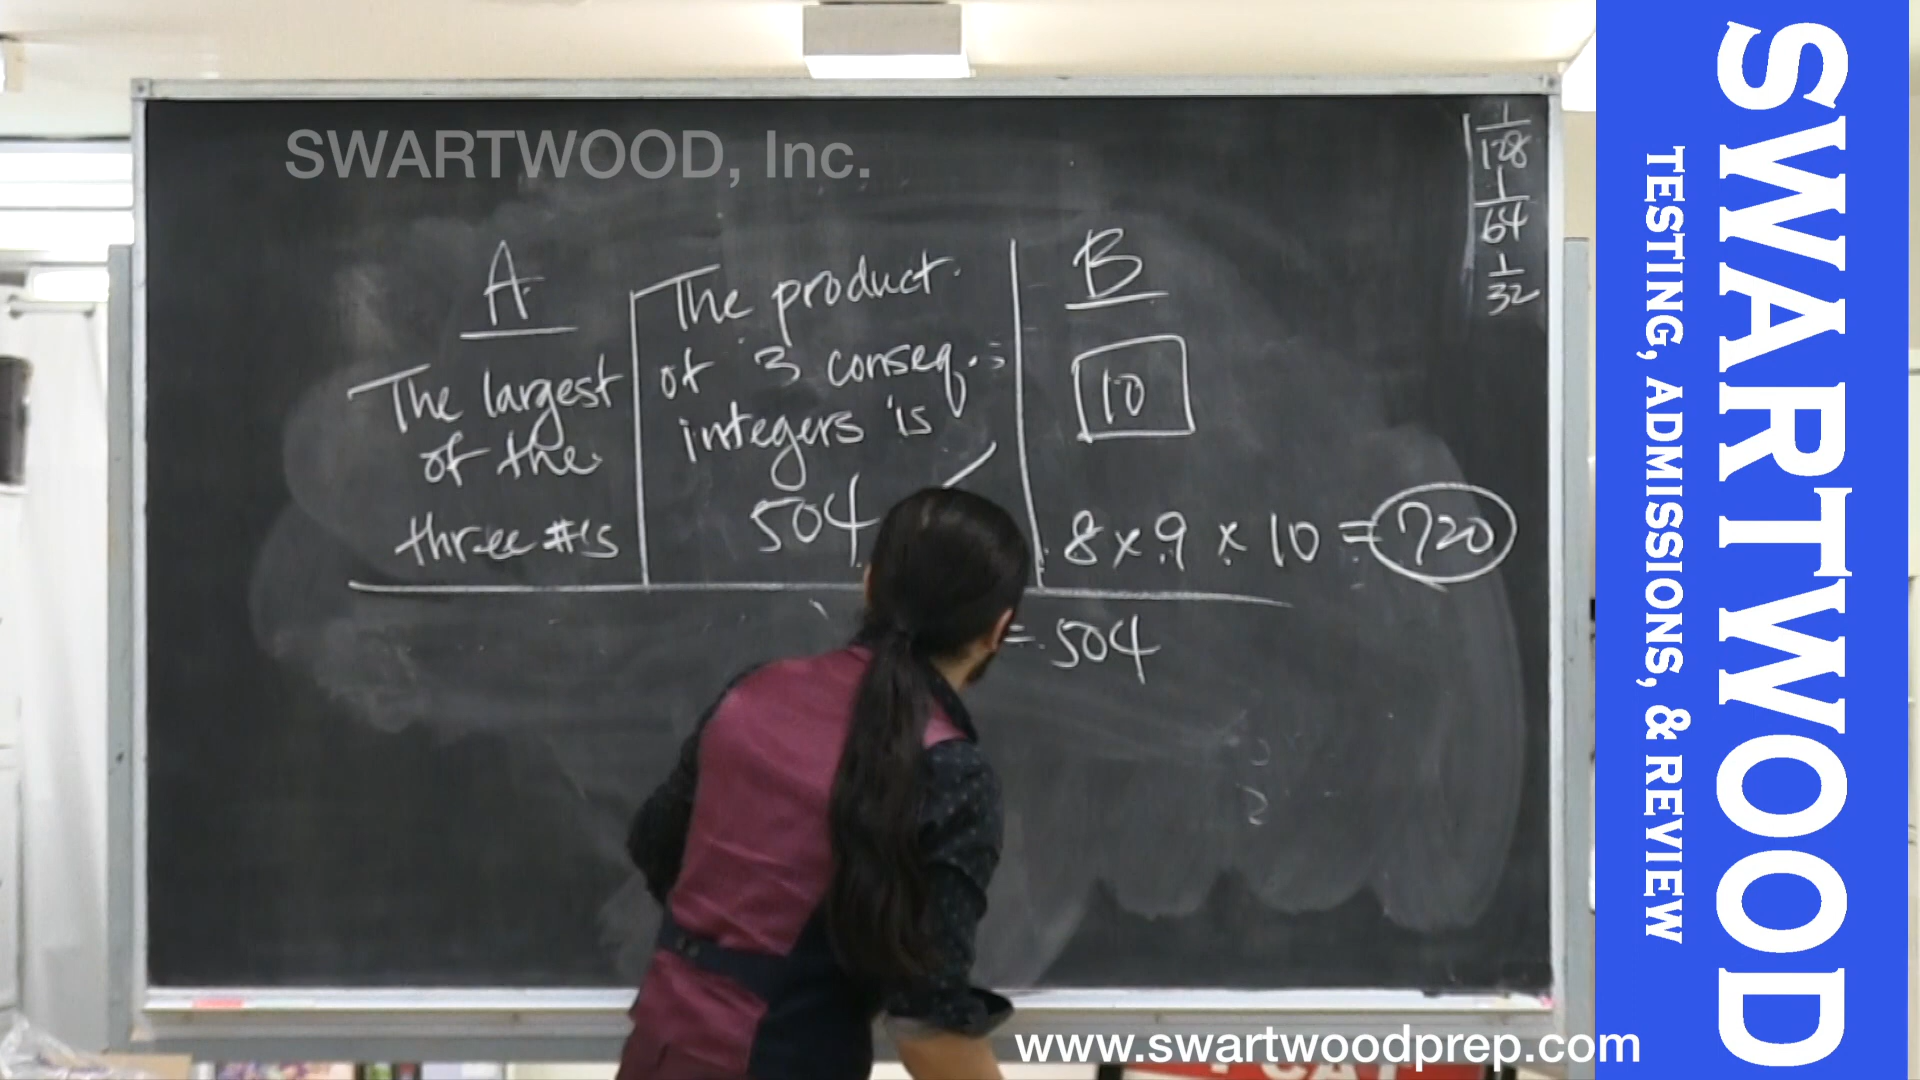 SWARTWOOD, Inc.
A
The largest
of the
three #'s
The product
of 3 conseq.
integers is
504
B
10
8 x 9 x 10 = 720
= 504
1/128
1/64
1/32
SWARTWOOD
TESTING, ADMISSIONS, & REVIEW
www.swartwoodprep.com